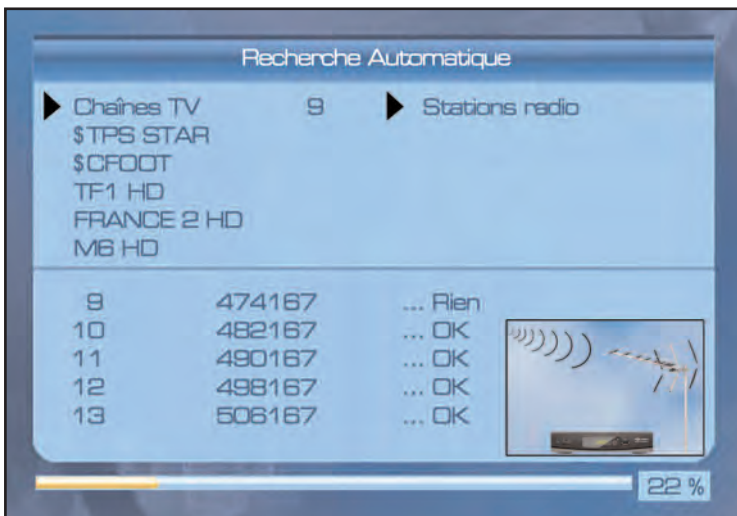 Recherche Automatique
Chaînes TV 9 Stations radio
$TPS STAR
$CFOOT
TF1 HD
FRANCE 2 HD
M6 HD
9 474167 ... Rien
10 482167 ... OK
11 490167 ... OK
12 498167 ... OK
13 506167 ... OK
22 %